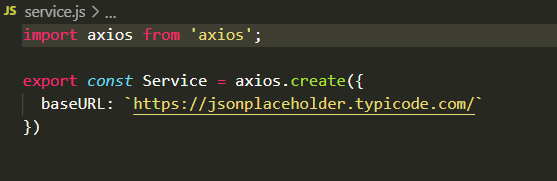 JS service.js > ...
import axios from 'axios';
export const Service = axios.create({
baseURL: `https://jsonplaceholder.typicode.com/`
})